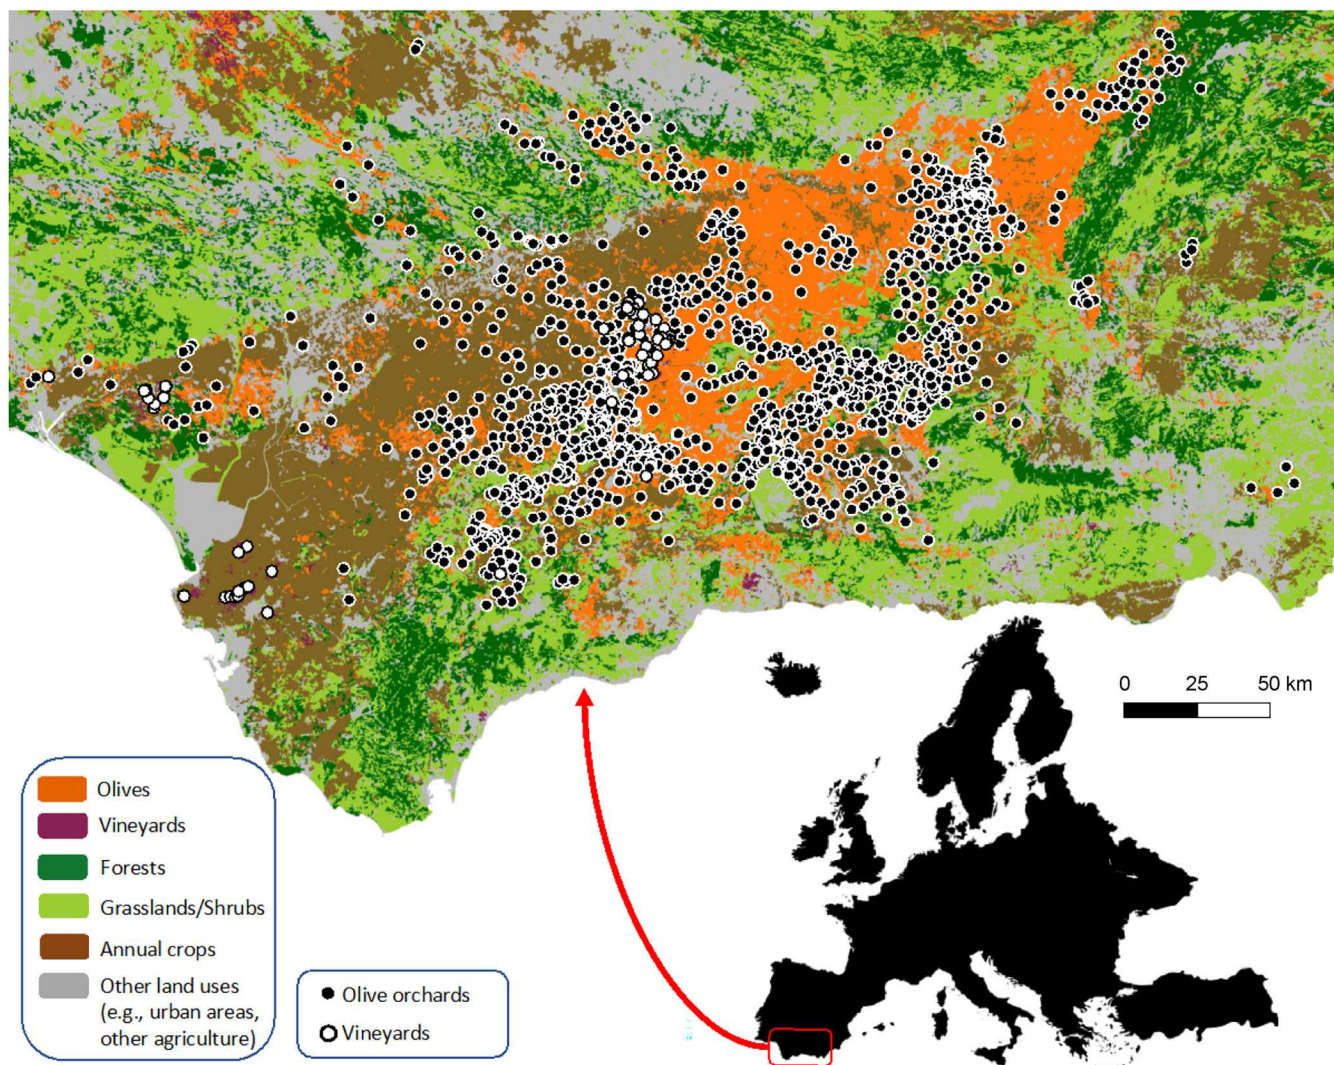 0 25 50 km
Olives
Vineyards
Forests
Grasslands/Shrubs
Annual crops
Other land uses
(e.g., urban areas,
other agriculture)
Olive orchards
Vineyards